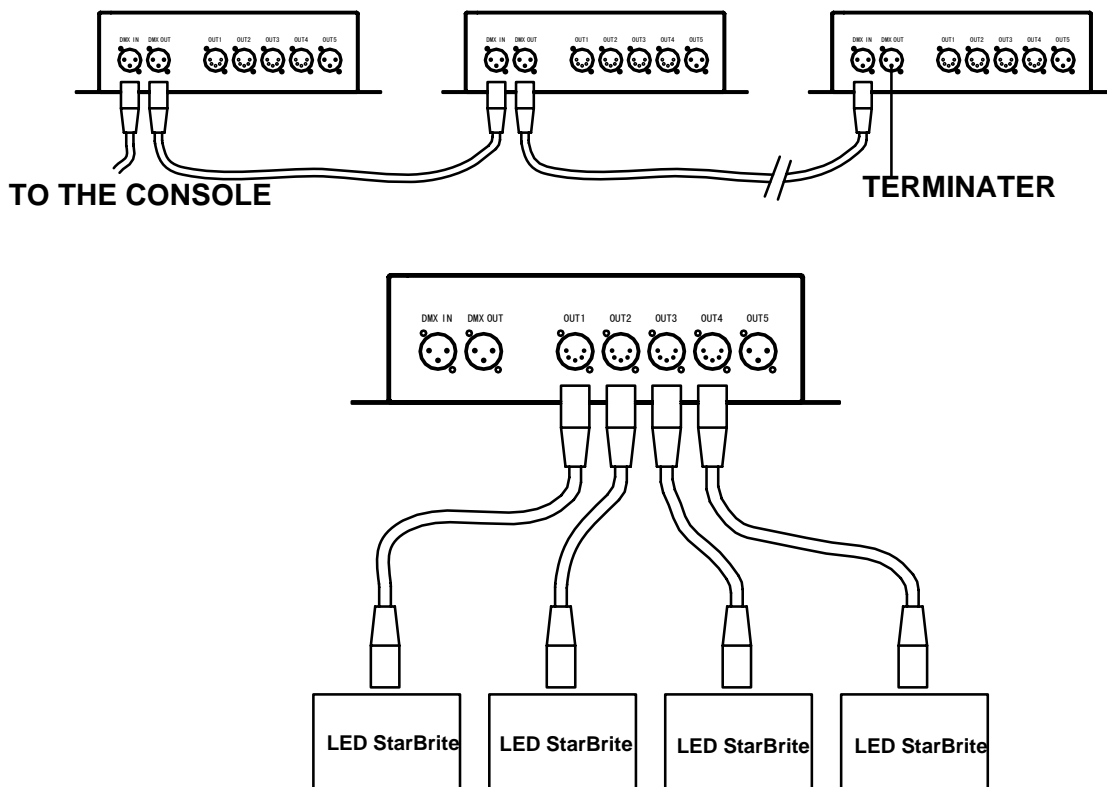 DMX IN DMX OUT OUT1 OUT2 OUT3 OUT4 OUT5
DMX IN DMX OUT OUT1 OUT2 OUT3 OUT4 OUT5
DMX IN DMX OUT OUT1 OUT2 OUT3 OUT4 OUT5
TO THE CONSOLE
TERMINATER
DMX IN DMX OUT OUT1 OUT2 OUT3 OUT4 OUT5
LED StarBrite
LED StarBrite
LED StarBrite
LED StarBrite